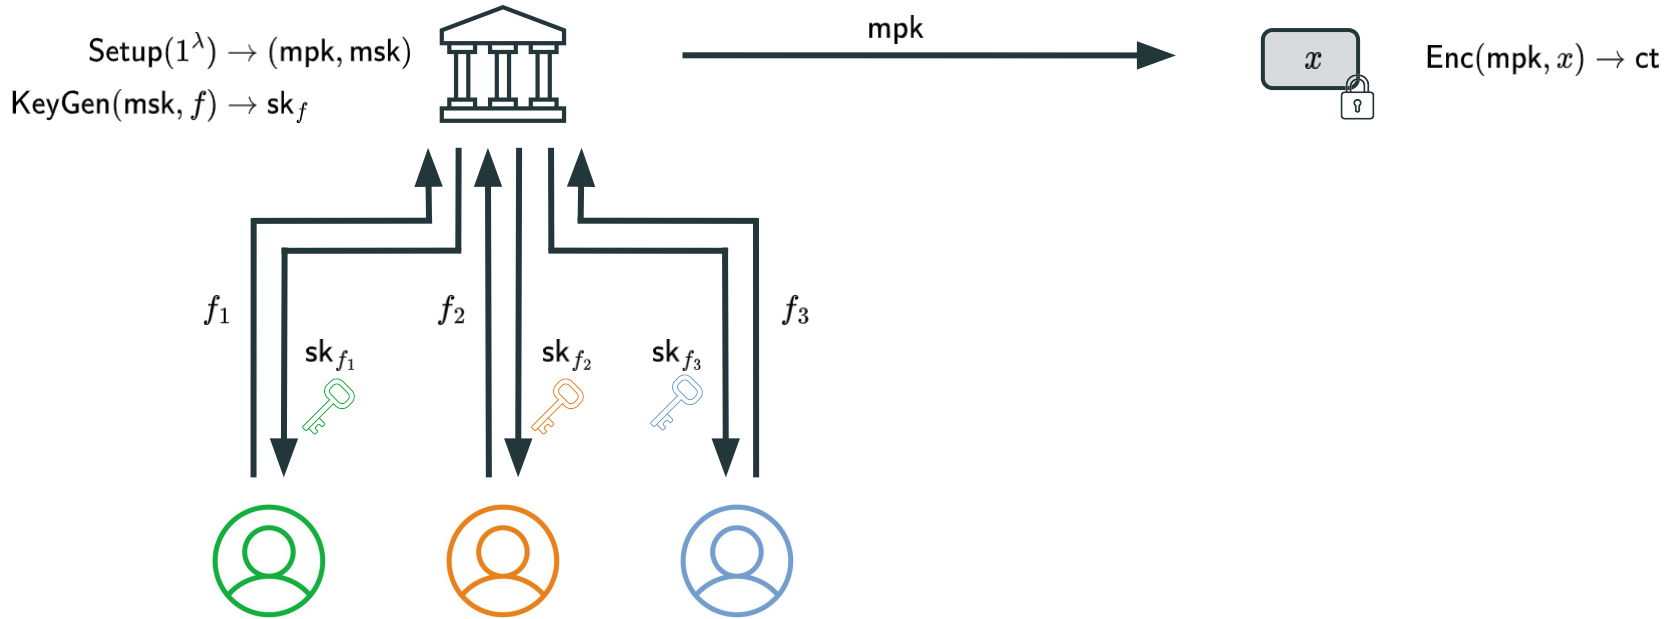 Setup(1^λ) → (mpk, msk)
KeyGen(msk, f) → sk_f
mpk
x
Enc(mpk, x) → ct
f_1
f_2
f_3
sk_{f_1}
sk_{f_2}
sk_{f_3}